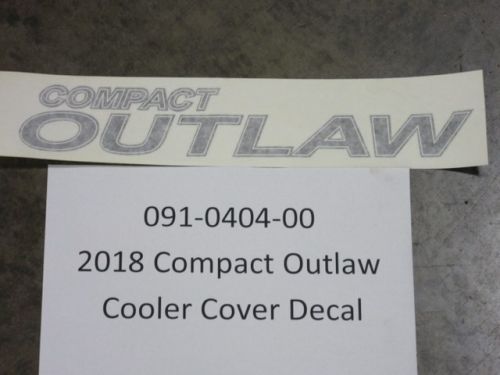 COMPACT
OUTLAW
091-0404-00
2018 Compact Outlaw
Cooler Cover Decal